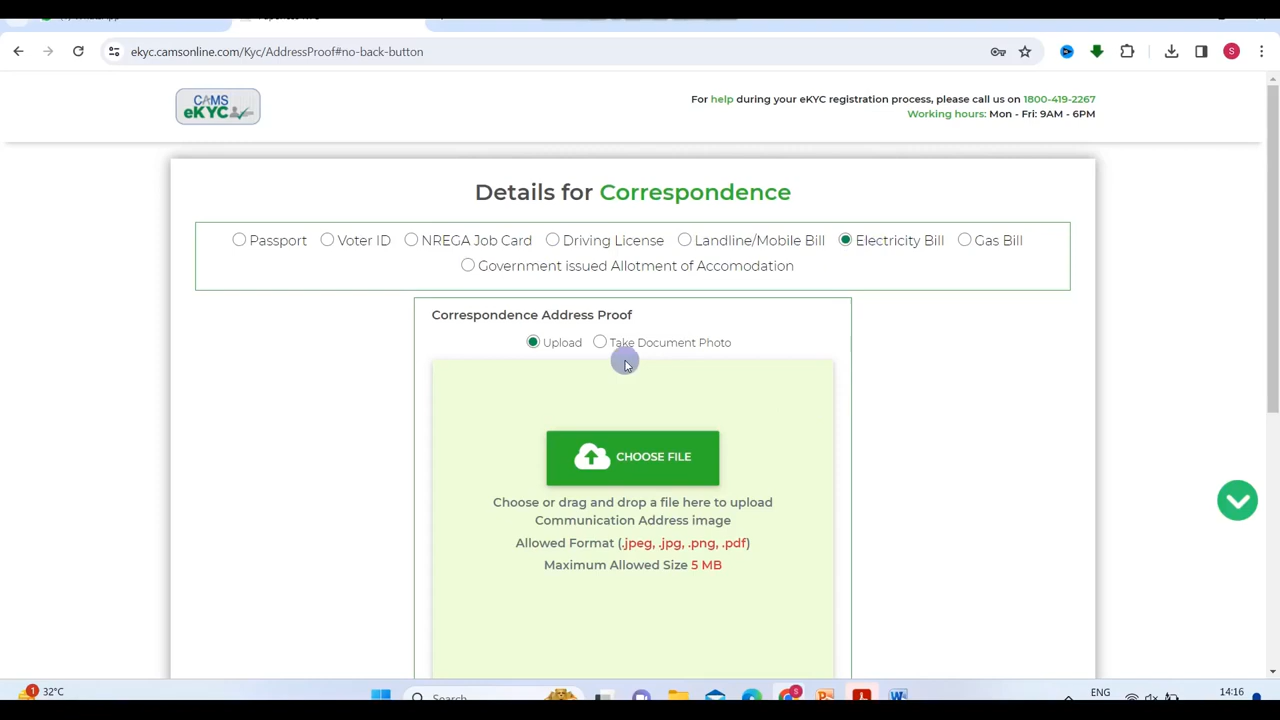 ekyc.camsonline.com/Kyc/AddressProof#no-back-button
S
CAMS
eKYC
For help during your eKYC registration process, please call us on 1800-419-2267
Working hours: Mon - Fri: 9AM - 6PM
Details for Correspondence
Passport Voter ID NREGA Job Card Driving License Landline/Mobile Bill Electricity Bill Gas Bill
Government issued Allotment of Accomodation
Correspondence Address Proof
Upload Take Document Photo
CHOOSE FILE
Choose or drag and drop a file here to upload
Communication Address image
Allowed Format (.jpeg, .jpg, .png, .pdf)
Maximum Allowed Size 5 MB
1 32°C Search S ENG 14:16